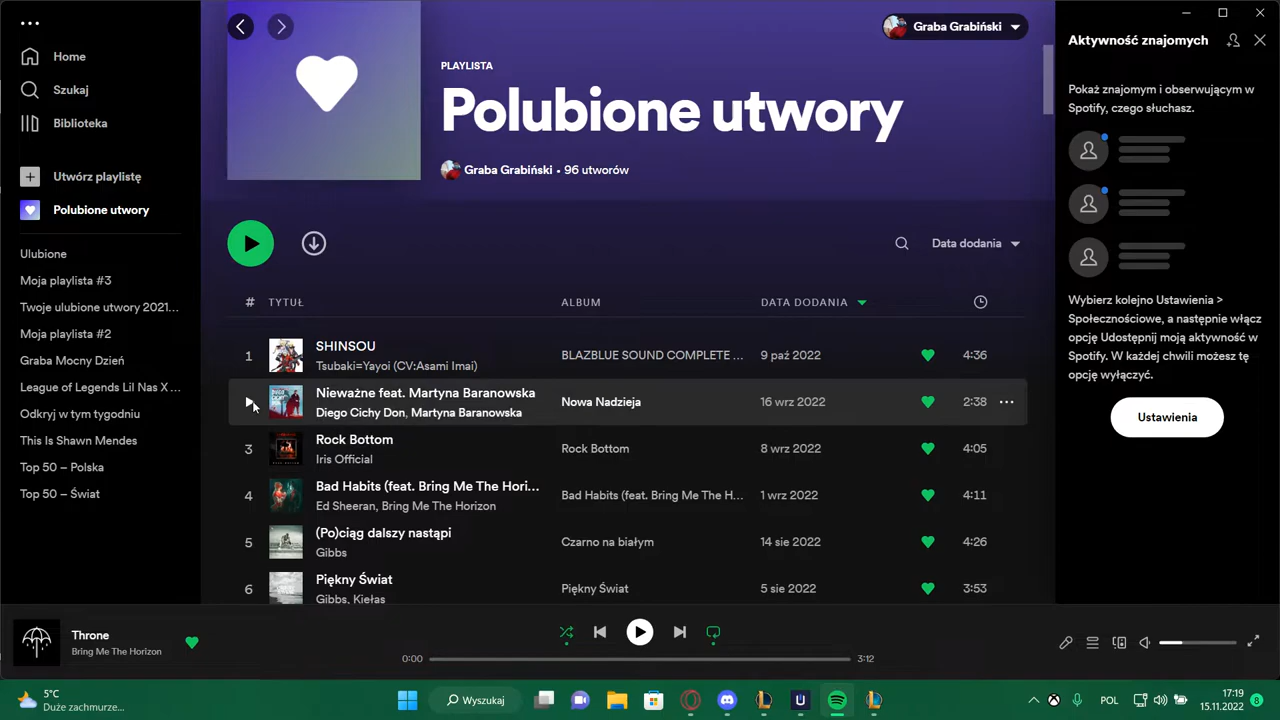 Home
Szukaj
Biblioteka
Utwórz playlistę
Polubione utwory
Ulubione
Moja playlista #3
Twoje ulubione utwory 2021...
Moja playlista #2
Graba Mocny Dzień
League of Legends Lil Nas X ...
Odkryj w tym tygodniu
This Is Shawn Mendes
Top 50 – Polska
Top 50 – Świat
Graba Grabiński
PLAYLISTA
Polubione utwory
Graba Grabiński • 96 utworów
Data dodania
# TYTUŁ ALBUM DATA DODANIA
1 SHINSOU BLAZBLUE SOUND COMPLETE ... 9 paź 2022 4:36
Tsubaki=Yayoi (CV:Asami Imai)
Nieważne feat. Martyna Baranowska Nowa Nadzieja 16 wrz 2022 2:38
Diego Cichy Don, Martyna Baranowska
3 Rock Bottom Rock Bottom 8 wrz 2022 4:05
Iris Official
4 Bad Habits (feat. Bring Me The Hori... Bad Habits (feat. Bring Me The H... 1 wrz 2022 4:11
Ed Sheeran, Bring Me The Horizon
5 (Po)ciąg dalszy nastąpi Czarno na białym 14 sie 2022 4:26
Gibbs
6 Piękny Świat Piękny Świat 5 sie 2022 3:53
Gibbs, Kiełas
Aktywność znajomych
Pokaż znajomym i obserwującym w
Spotify, czego słuchasz.
Wybierz kolejno Ustawienia >
Społecznościowe, a następnie włącz
opcję Udostępnij moją aktywność w
Spotify. W każdej chwili możesz tę
opcję wyłączyć.
Ustawienia
Throne
Bring Me The Horizon
0:00 3:12
5°C
Duże zachmurze...
Wyszukaj
POL
17:19
15.11.2022
8